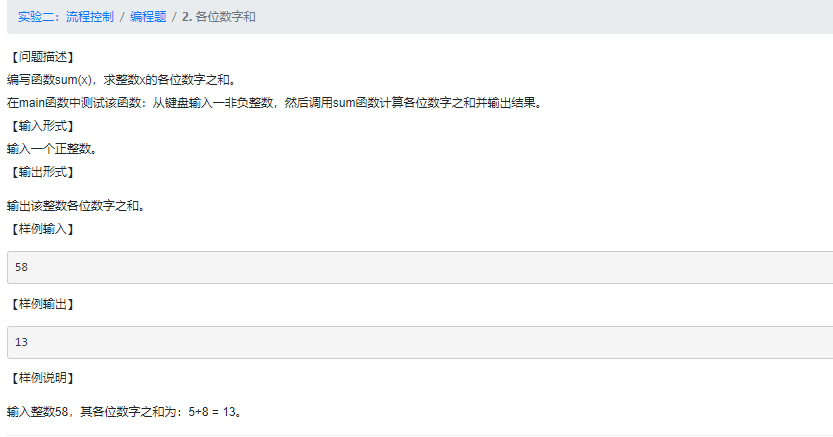 实验二：流程控制 / 编程题 / 2. 各位数字和
【问题描述】
编写函数sum(x)，求整数x的各位数字之和。
在main函数中测试该函数：从键盘输入一非负整数，然后调用sum函数计算各位数字之和并输出结果。
【输入形式】
输入一个正整数。
【输出形式】
输出该整数各位数字之和。
【样例输入】
58
【样例输出】
13
【样例说明】
输入整数58，其各位数字之和为：5+8 = 13。